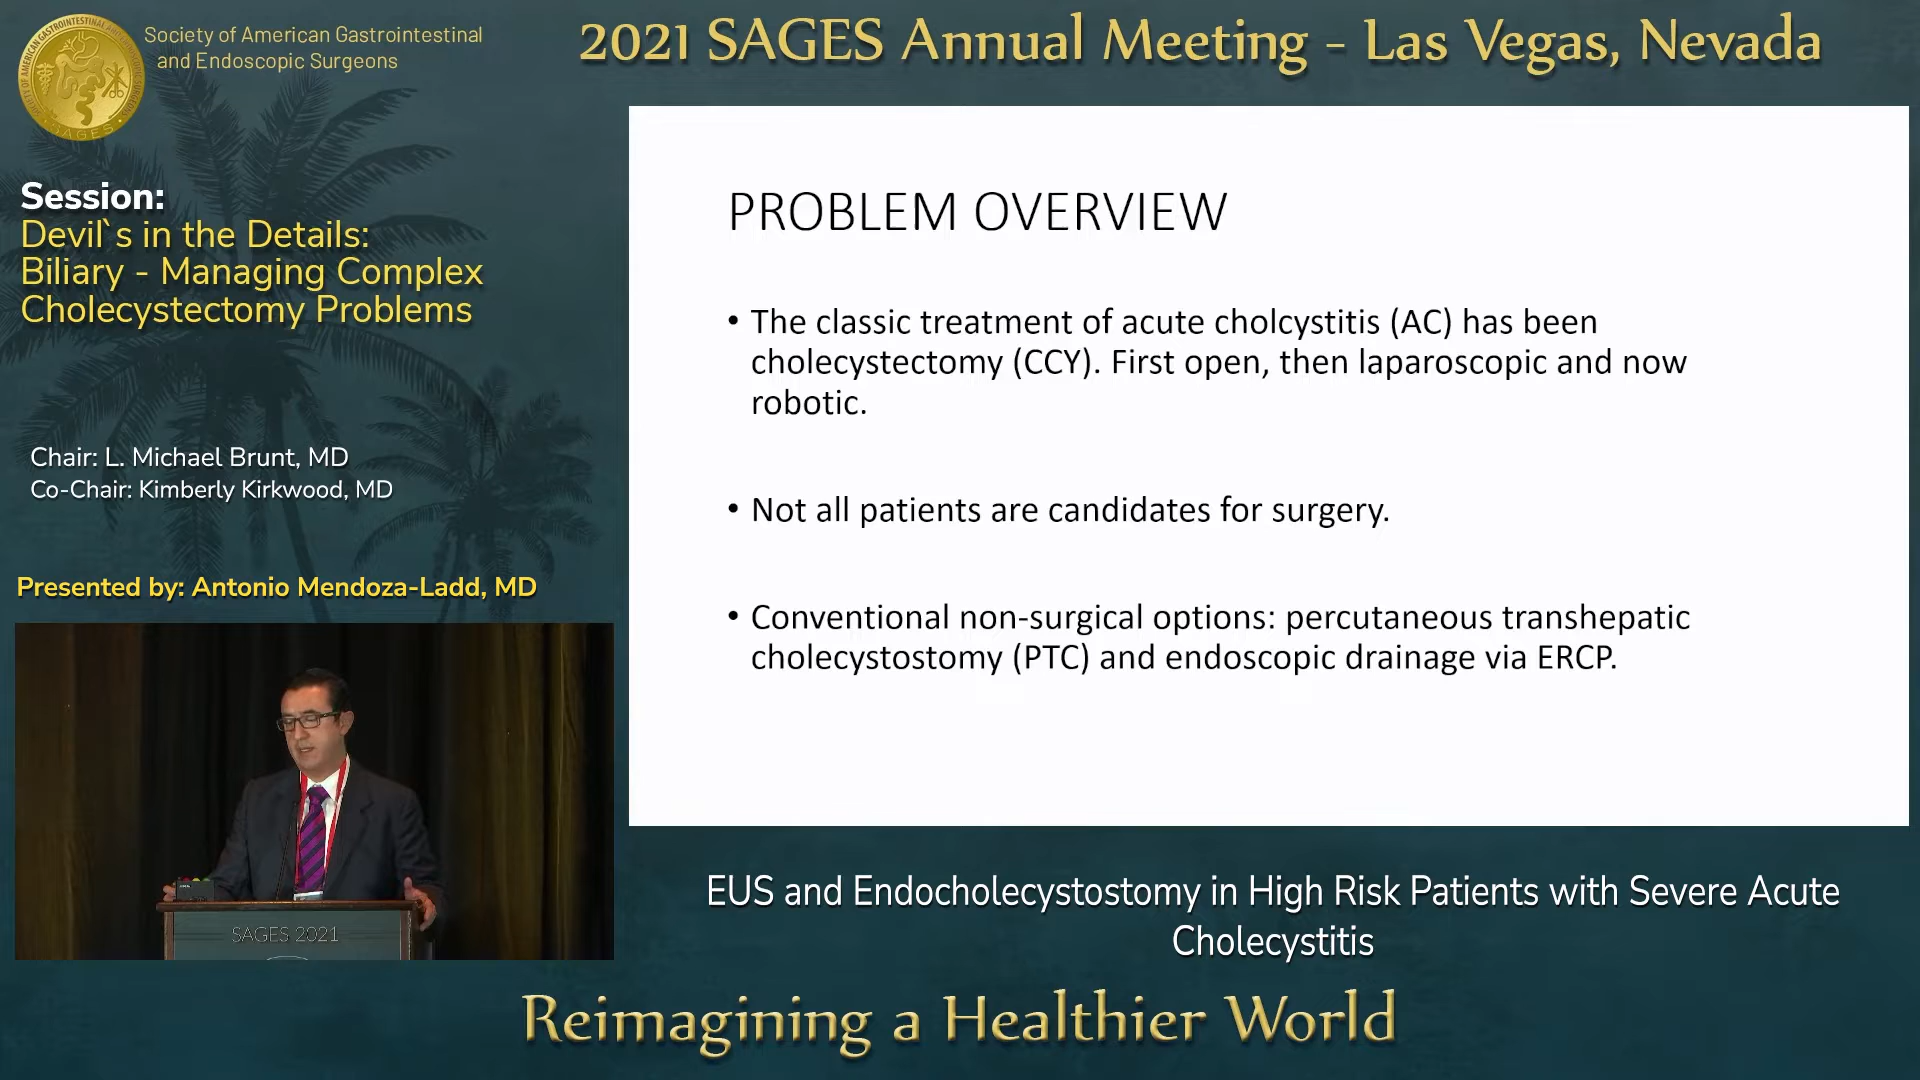 Society of American Gastrointestinal
and Endoscopic Surgeons
2021 SAGES Annual Meeting - Las Vegas, Nevada
SAGES
Session:
Devil`s in the Details:
Biliary - Managing Complex
Cholecystectomy Problems
Chair: L. Michael Brunt, MD
Co-Chair: Kimberly Kirkwood, MD
Presented by: Antonio Mendoza-Ladd, MD
SAGES 2021
PROBLEM OVERVIEW
• The classic treatment of acute cholcystitis (AC) has been
cholecystectomy (CCY). First open, then laparoscopic and now
robotic.
• Not all patients are candidates for surgery.
• Conventional non-surgical options: percutaneous transhepatic
cholecystostomy (PTC) and endoscopic drainage via ERCP.
EUS and Endocholecystostomy in High Risk Patients with Severe Acute
Cholecystitis
Reimagining a Healthier World